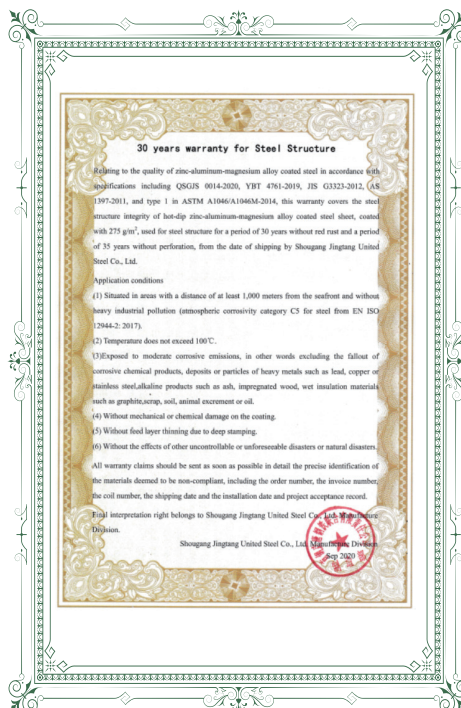 30 years warranty for Steel Structure
Relating to the quality of zinc-aluminum-magnesium alloy coated steel in accordance with
specifications including QSGJS 0014-2020, YBT 4761-2019, JIS G3323-2012, AS
1397-2011, and type 1 in ASTM A1046/A1046M-2014, this warranty covers the steel
structure integrity of hot-dip zinc-aluminum-magnesium alloy coated steel sheet, coated
with 275 g/m², used for steel structure for a period of 30 years without red rust and a period
of 35 years without perforation, from the date of shipping by Shougang Jingtang United
Steel Co., Ltd.
Application conditions
(1) Situated in areas with a distance of at least 1,000 meters from the seafront and without
heavy industrial pollution (atmospheric corrosivity category C5 for steel from EN ISO
12944-2: 2017).
(2) Temperature does not exceed 100℃.
(3)Exposed to moderate corrosive emissions, in other words excluding the fallout of
corrosive chemical products, deposits or particles of heavy metals such as lead, copper or
stainless steel,alkaline products such as ash, impregnated wood, wet insulation materials
such as graphite,scrap, soil, animal excrement or oil.
(4) Without mechanical or chemical damage on the coating.
(5) Without feed layer thinning due to deep stamping.
(6) Without the effects of other uncontrollable or unforeseeable disasters or natural disasters.
All warranty claims should be sent as soon as possible in detail the precise identification of
the materials deemed to be non-compliant, including the order number, the invoice number,
the coil number, the shipping date and the installation date and project acceptance record.
Final interpretation right belongs to Shougang Jingtang United Steel Co., Ltd. Manufacture
Division.
Shougang Jingtang United Steel Co., Ltd. Manufacture Division
Sep 2020